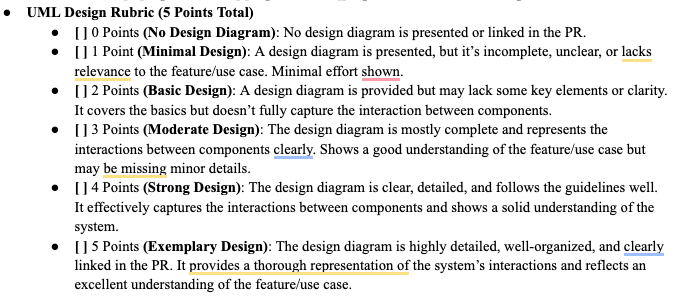 ● UML Design Rubric (5 Points Total)
● [ ] 0 Points (No Design Diagram): No design diagram is presented or linked in the PR.
● [ ] 1 Point (Minimal Design): A design diagram is presented, but it’s incomplete, unclear, or lacks
relevance to the feature/use case. Minimal effort shown.
● [ ] 2 Points (Basic Design): A design diagram is provided but may lack some key elements or clarity.
It covers the basics but doesn’t fully capture the interaction between components.
● [ ] 3 Points (Moderate Design): The design diagram is mostly complete and represents the
interactions between components clearly. Shows a good understanding of the feature/use case but
may be missing minor details.
● [ ] 4 Points (Strong Design): The design diagram is clear, detailed, and follows the guidelines well.
It effectively captures the interactions between components and shows a solid understanding of the
system.
● [ ] 5 Points (Exemplary Design): The design diagram is highly detailed, well-organized, and clearly
linked in the PR. It provides a thorough representation of the system’s interactions and reflects an
excellent understanding of the feature/use case.